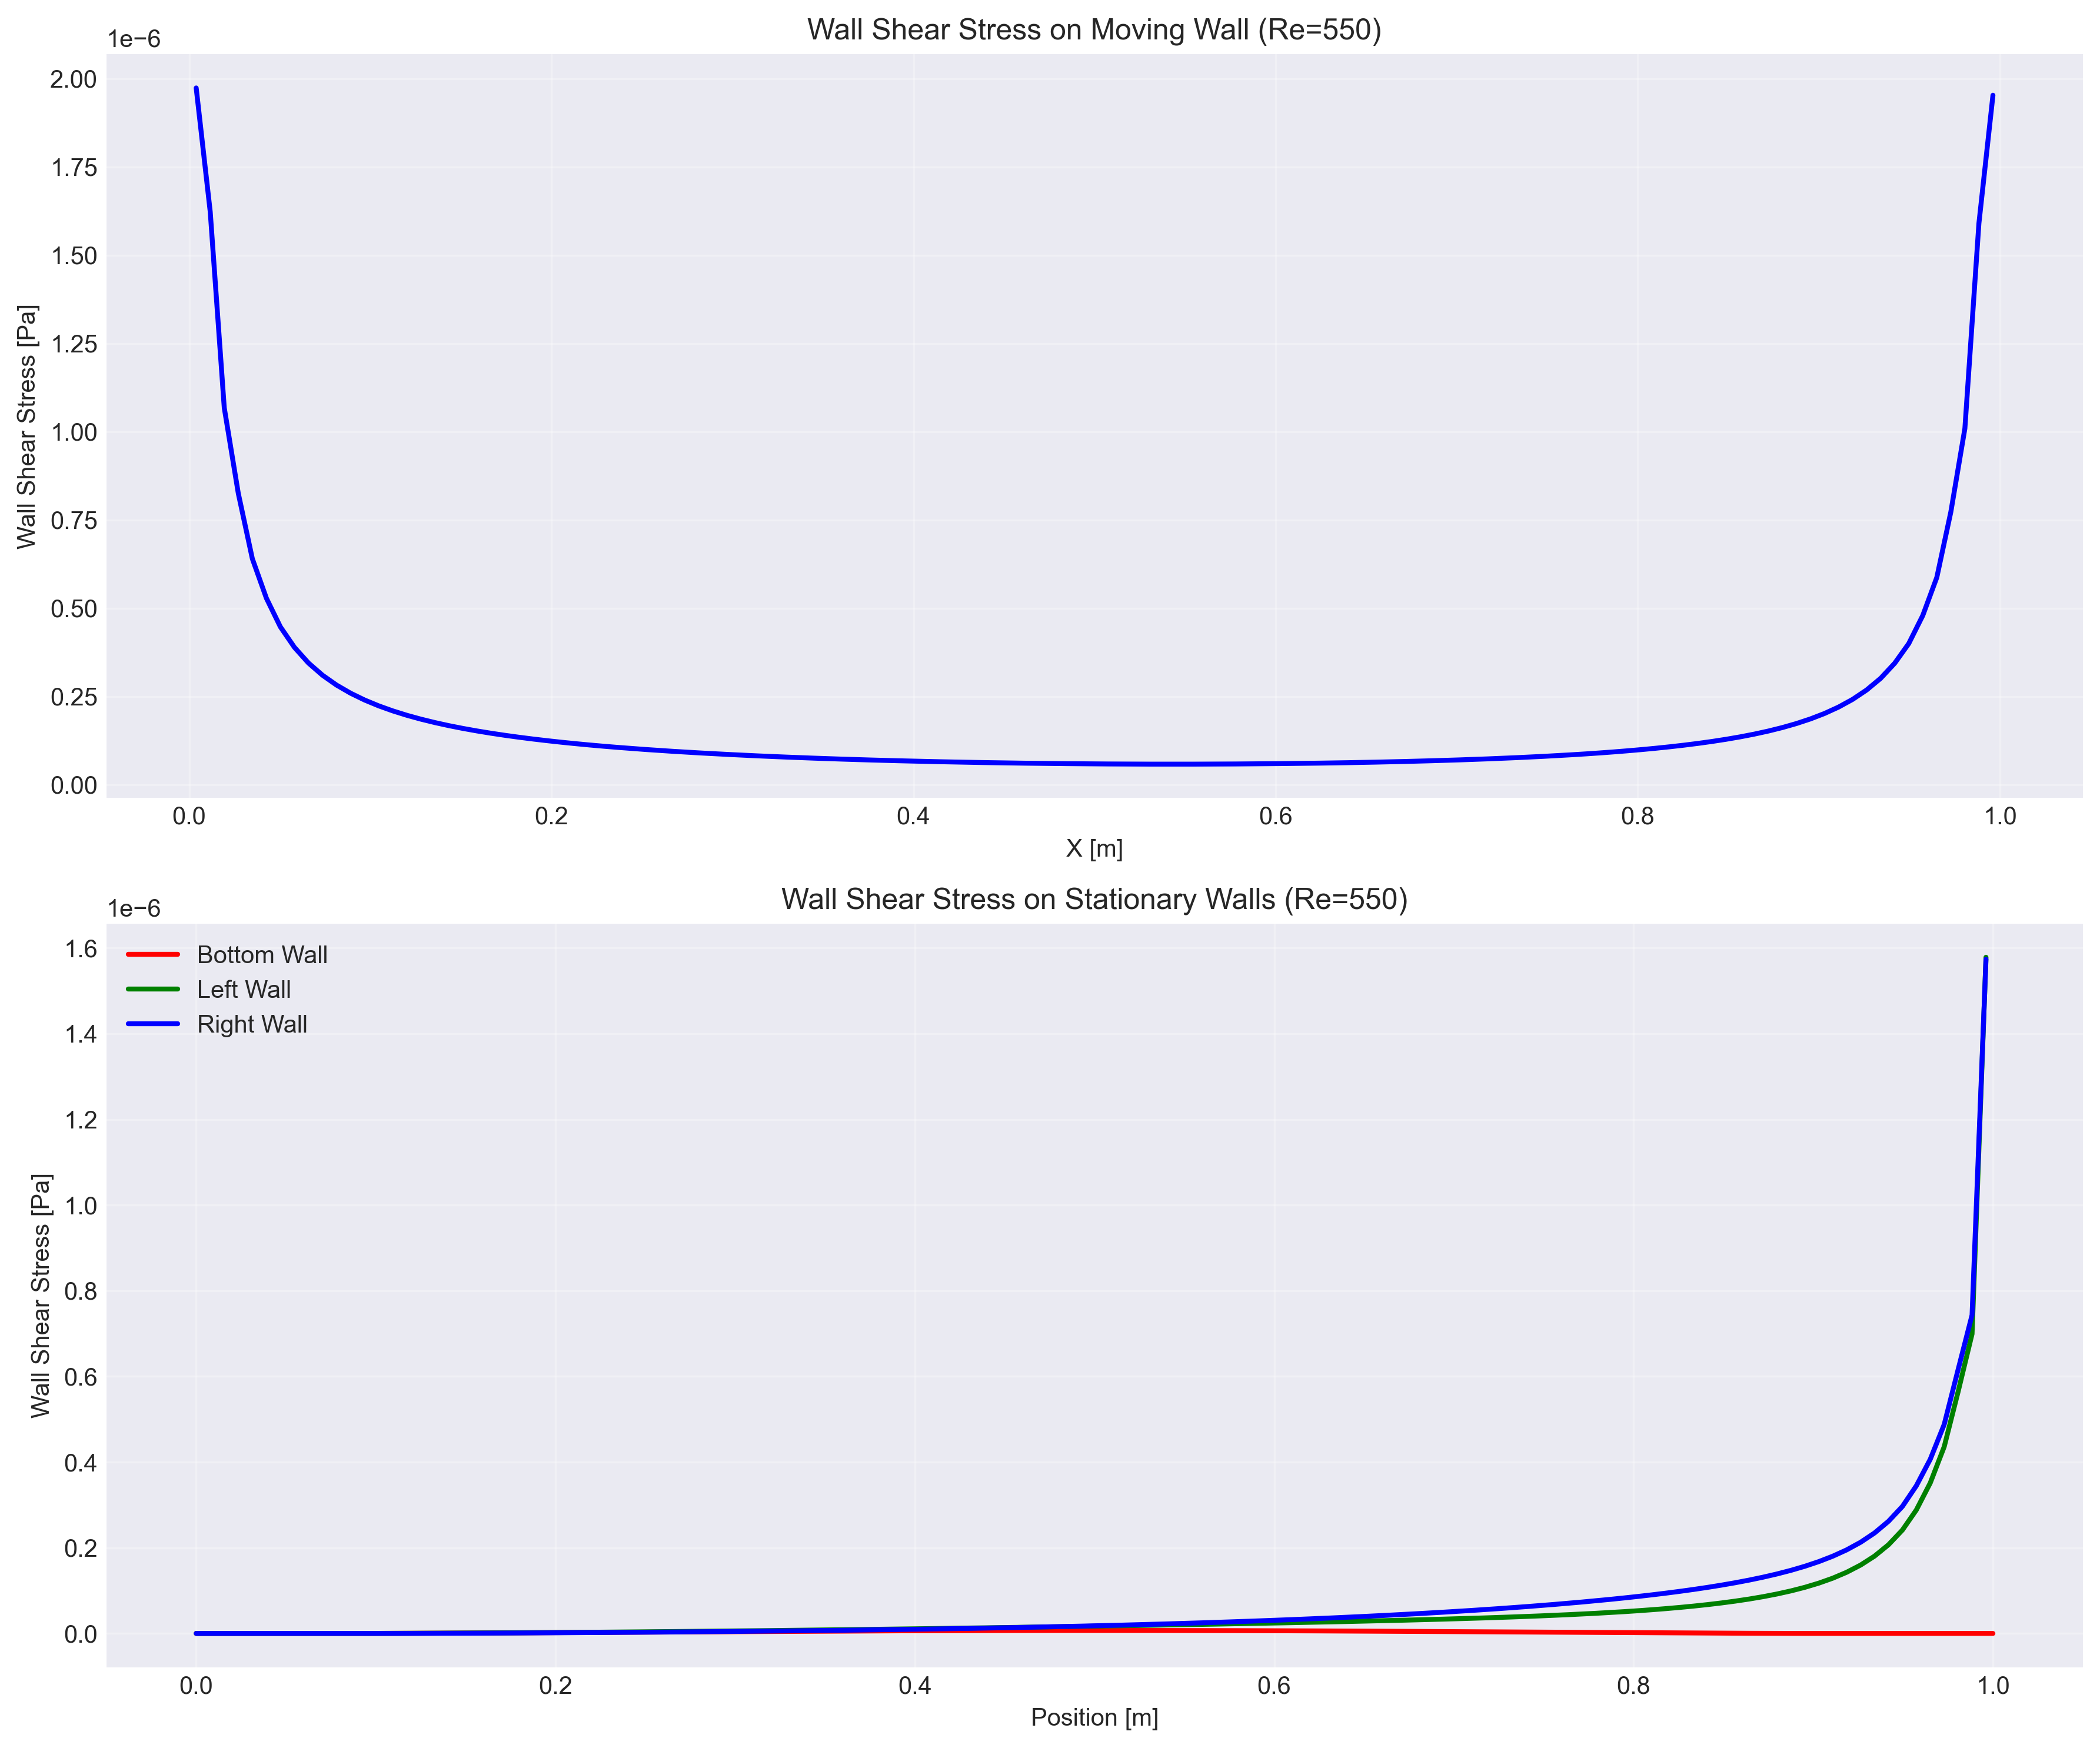 Wall Shear Stress on Moving Wall (Re=550)
1e−6
2.00
1.75
1.50
1.25
1.00
0.75
0.50
0.25
0.00
Wall Shear Stress [Pa]
0.0 0.2 0.4 0.6 0.8 1.0
X [m]
Wall Shear Stress on Stationary Walls (Re=550)
1e−6
Bottom Wall
Left Wall
Right Wall
1.6
1.4
1.2
1.0
0.8
0.6
0.4
0.2
0.0
Wall Shear Stress [Pa]
0.0 0.2 0.4 0.6 0.8 1.0
Position [m]